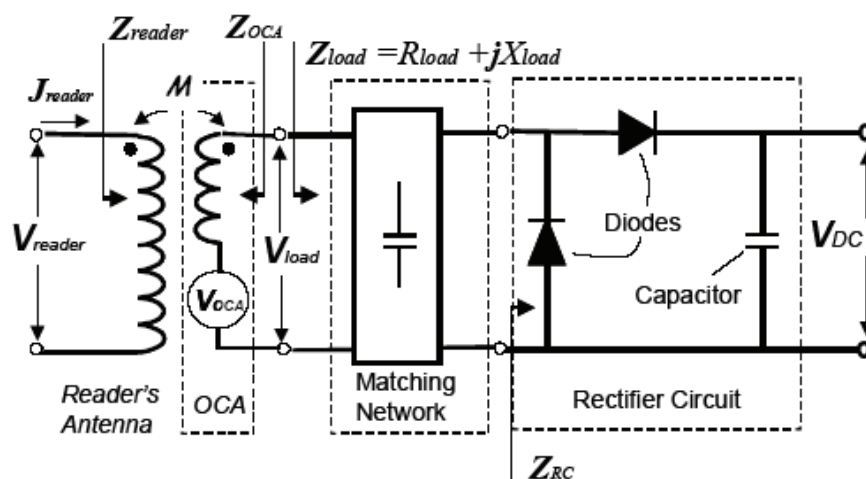 Zreader
ZOCA
Zload =Rload +jXload
Jreader
M
Vreader
VOCA
Vload
Diodes
Capacitor
VDC
Reader's
Antenna
OCA
Matching
Network
Rectifier Circuit
ZRC